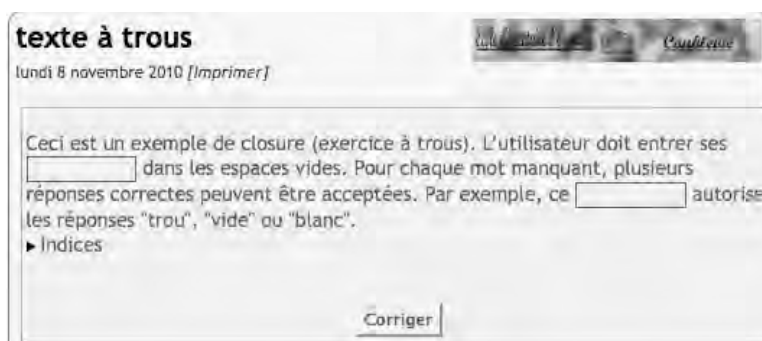 texte à trous
lundi 8 novembre 2010 [Imprimer]
Ceci est un exemple de closure (exercice à trous). L'utilisateur doit entrer ses
dans les espaces vides. Pour chaque mot manquant, plusieurs
réponses correctes peuvent être acceptées. Par exemple, ce autorise
les réponses "trou", "vide" ou "blanc".
▸ Indices
Corriger